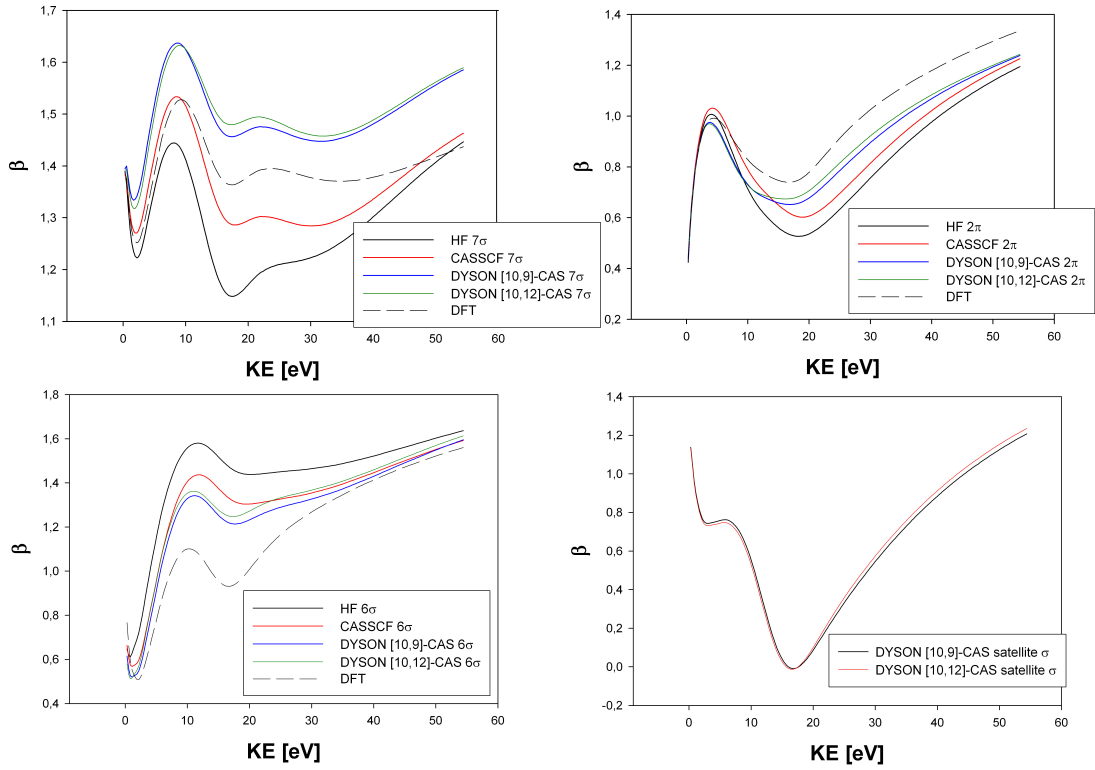 1,7
1,6
1,5
1,4
1,3
1,2
1,1
β
0 10 20 30 40 50 60
KE [eV]
HF 7σ
CASSCF 7σ
DYSON [10,9]-CAS 7σ
DYSON [10,12]-CAS 7σ
DFT
1,4
1,2
1,0
0,8
0,6
0,4
0,2
β
0 10 20 30 40 50 60
KE [eV]
HF 2π
CASSCF 2π
DYSON [10,9]-CAS 2π
DYSON [10,12]-CAS 2π
DFT
1,8
1,6
1,4
1,2
1,0
0,8
0,6
0,4
β
0 10 20 30 40 50 60
KE [eV]
HF 6σ
CASSCF 6σ
DYSON [10,9]-CAS 6σ
DYSON [10,12]-CAS 6σ
DFT
1,4
1,2
1,0
0,8
0,6
0,4
0,2
0,0
-0,2
β
0 10 20 30 40 50 60
KE [eV]
DYSON [10,9]-CAS satellite σ
DYSON [10,12]-CAS satellite σ